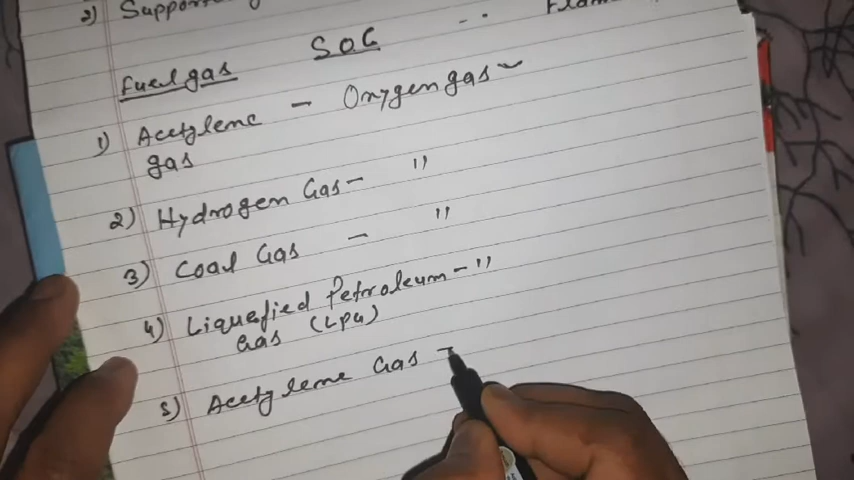 2) Support
Fuel gas SOC
1) Acetylene - Oxygen gas
gas
2) Hydrogen Gas - "
3) Coal Gas - "
4) Liquefied Petroleum - "
Gas (LPG)
5) Acetylene Gas -